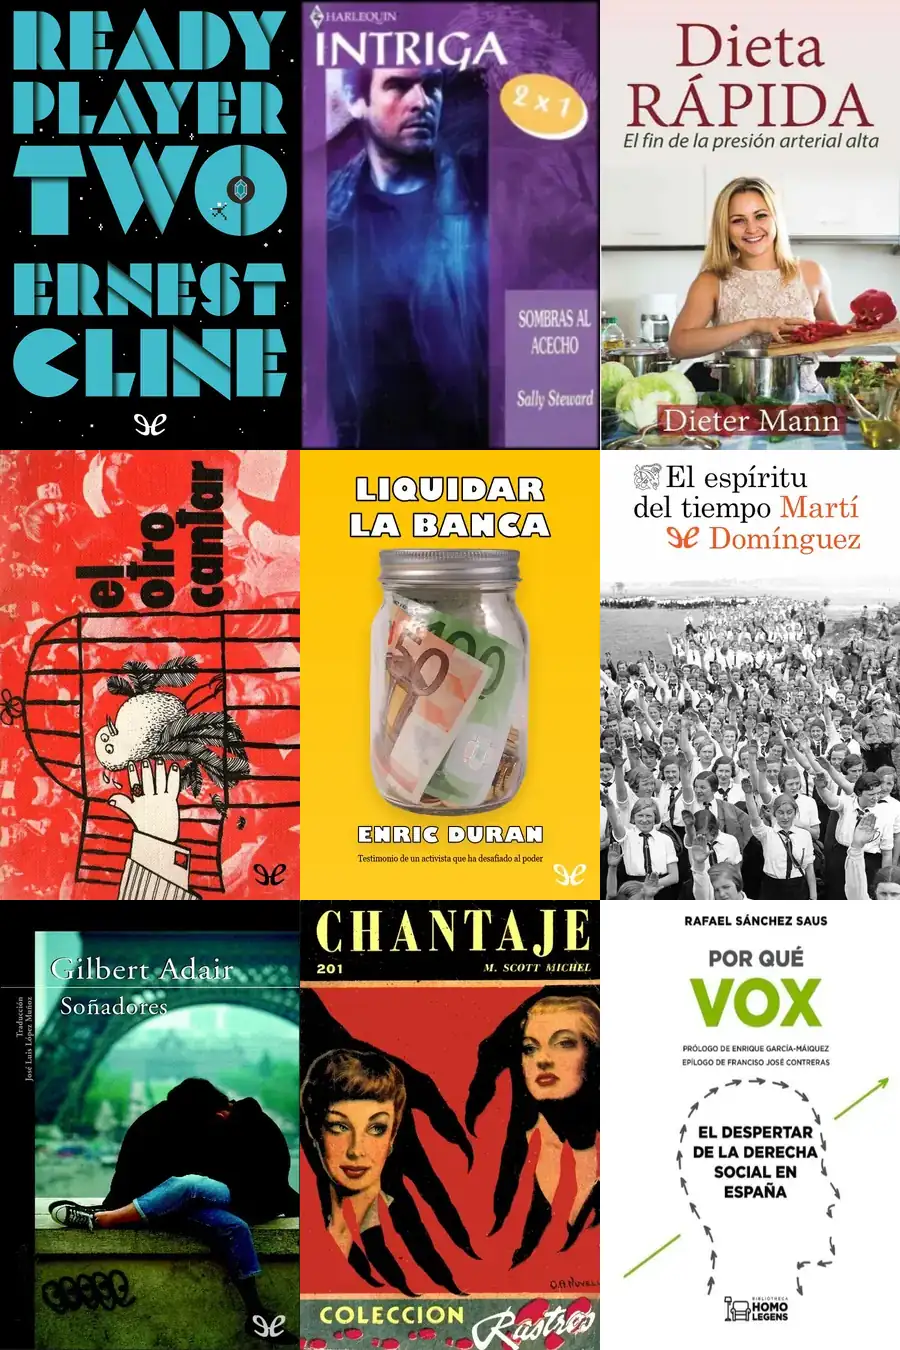 READY
PLAYER
TWO
ERNEST
CLINE
HARLEQUIN
INTRIGA
2 x 1
SOMBRAS AL
ACECHO
Sally Steward
Dieta
RÁPIDA
El fin de la presión arterial alta
Dieter Mann
el
otro
cantar
LIQUIDAR
LA BANCA
50
100
ENRIC DURAN
Testimonio de un activista que ha desafiado al poder
El espíritu
del tiempo Martí
Domínguez
Gilbert Adair
Soñadores
Traducción
José Luis López Muñoz
CHANTAJE
201
M. SCOTT MICHEL
COLECCION
Rastros
RAFAEL SÁNCHEZ SAUS
POR QUÉ
VOX
PRÓLOGO DE ENRIQUE GARCÍA-MÁIQUEZ
EPÍLOGO DE FRANCISO JOSÉ CONTRERAS
EL DESPERTAR
DE LA DERECHA
SOCIAL EN
ESPAÑA
BIBLIOTECA
HOMO
LEGENS